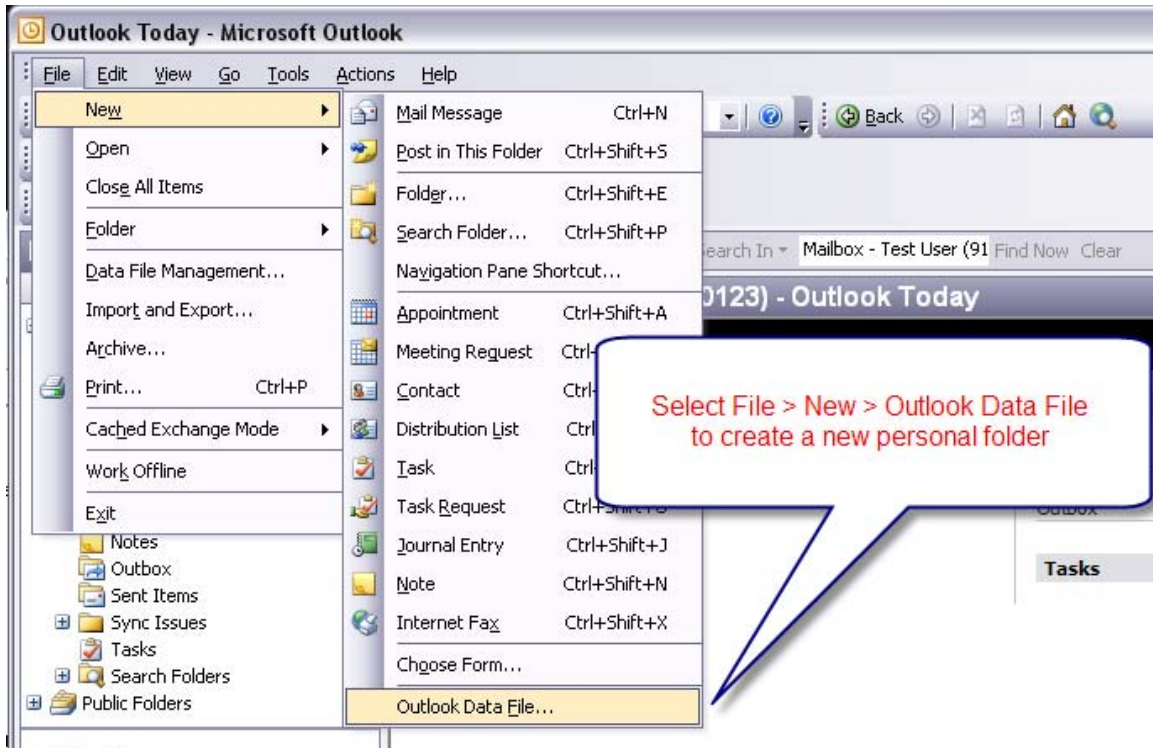 Outlook Today - Microsoft Outlook
File Edit View Go Tools Actions Help
New
Open
Close All Items
Folder
Data File Management...
Import and Export...
Archive...
Print... Ctrl+P
Cached Exchange Mode
Work Offline
Exit
Mail Message Ctrl+N
Post in This Folder Ctrl+Shift+S
Folder... Ctrl+Shift+E
Search Folder... Ctrl+Shift+P
Navigation Pane Shortcut...
Appointment Ctrl+Shift+A
Meeting Request Ctrl+
Contact Ctrl+
Distribution List Ctrl
Task Ctrl+
Task Request
Journal Entry Ctrl+Shift+J
Note Ctrl+Shift+N
Internet Fax Ctrl+Shift+X
Choose Form...
Outlook Data File...
Back
Search In Mailbox - Test User (91 Find Now Clear
0123) - Outlook Today
Select File > New > Outlook Data File
to create a new personal folder
Outbox
Tasks
Notes
Outbox
Sent Items
Sync Issues
Tasks
Search Folders
Public Folders